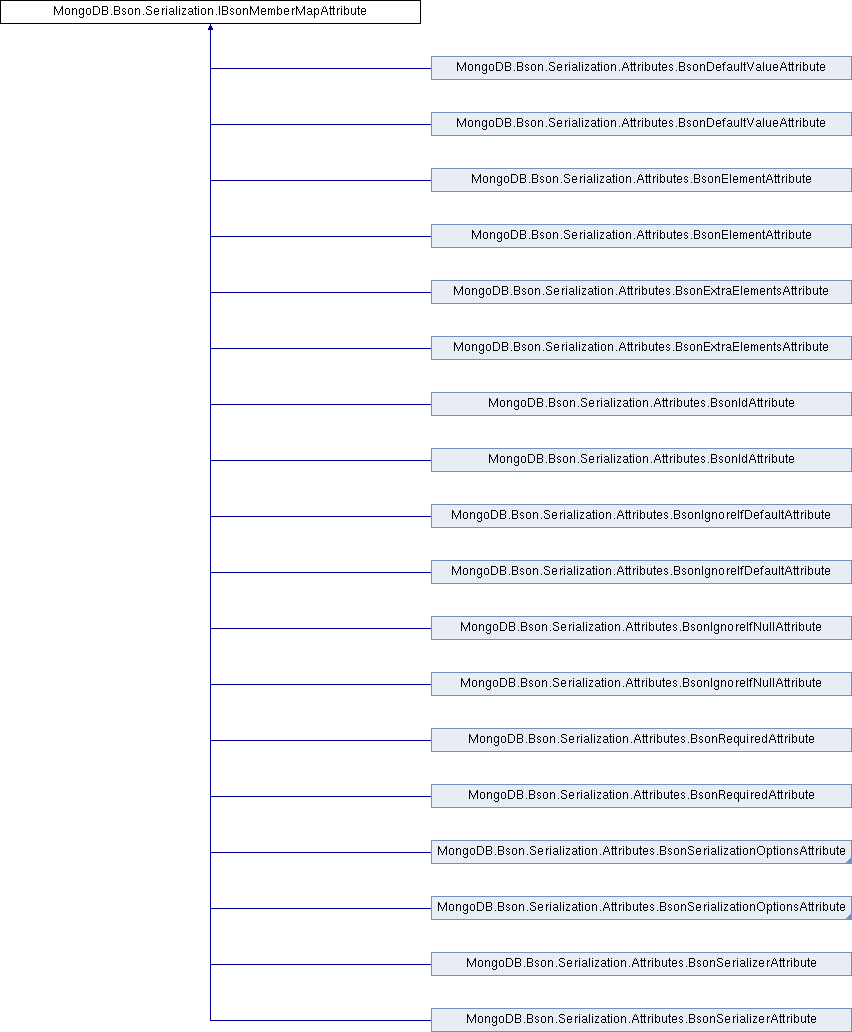 MongoDB.Bson.Serialization.IBsonMemberMapAttribute
MongoDB.Bson.Serialization.Attributes.BsonDefaultValueAttribute
MongoDB.Bson.Serialization.Attributes.BsonDefaultValueAttribute
MongoDB.Bson.Serialization.Attributes.BsonElementAttribute
MongoDB.Bson.Serialization.Attributes.BsonElementAttribute
MongoDB.Bson.Serialization.Attributes.BsonExtraElementsAttribute
MongoDB.Bson.Serialization.Attributes.BsonExtraElementsAttribute
MongoDB.Bson.Serialization.Attributes.BsonIdAttribute
MongoDB.Bson.Serialization.Attributes.BsonIdAttribute
MongoDB.Bson.Serialization.Attributes.BsonIgnoreIfDefaultAttribute
MongoDB.Bson.Serialization.Attributes.BsonIgnoreIfDefaultAttribute
MongoDB.Bson.Serialization.Attributes.BsonIgnoreIfNullAttribute
MongoDB.Bson.Serialization.Attributes.BsonIgnoreIfNullAttribute
MongoDB.Bson.Serialization.Attributes.BsonRequiredAttribute
MongoDB.Bson.Serialization.Attributes.BsonRequiredAttribute
MongoDB.Bson.Serialization.Attributes.BsonSerializationOptionsAttribute
MongoDB.Bson.Serialization.Attributes.BsonSerializationOptionsAttribute
MongoDB.Bson.Serialization.Attributes.BsonSerializerAttribute
MongoDB.Bson.Serialization.Attributes.BsonSerializerAttribute